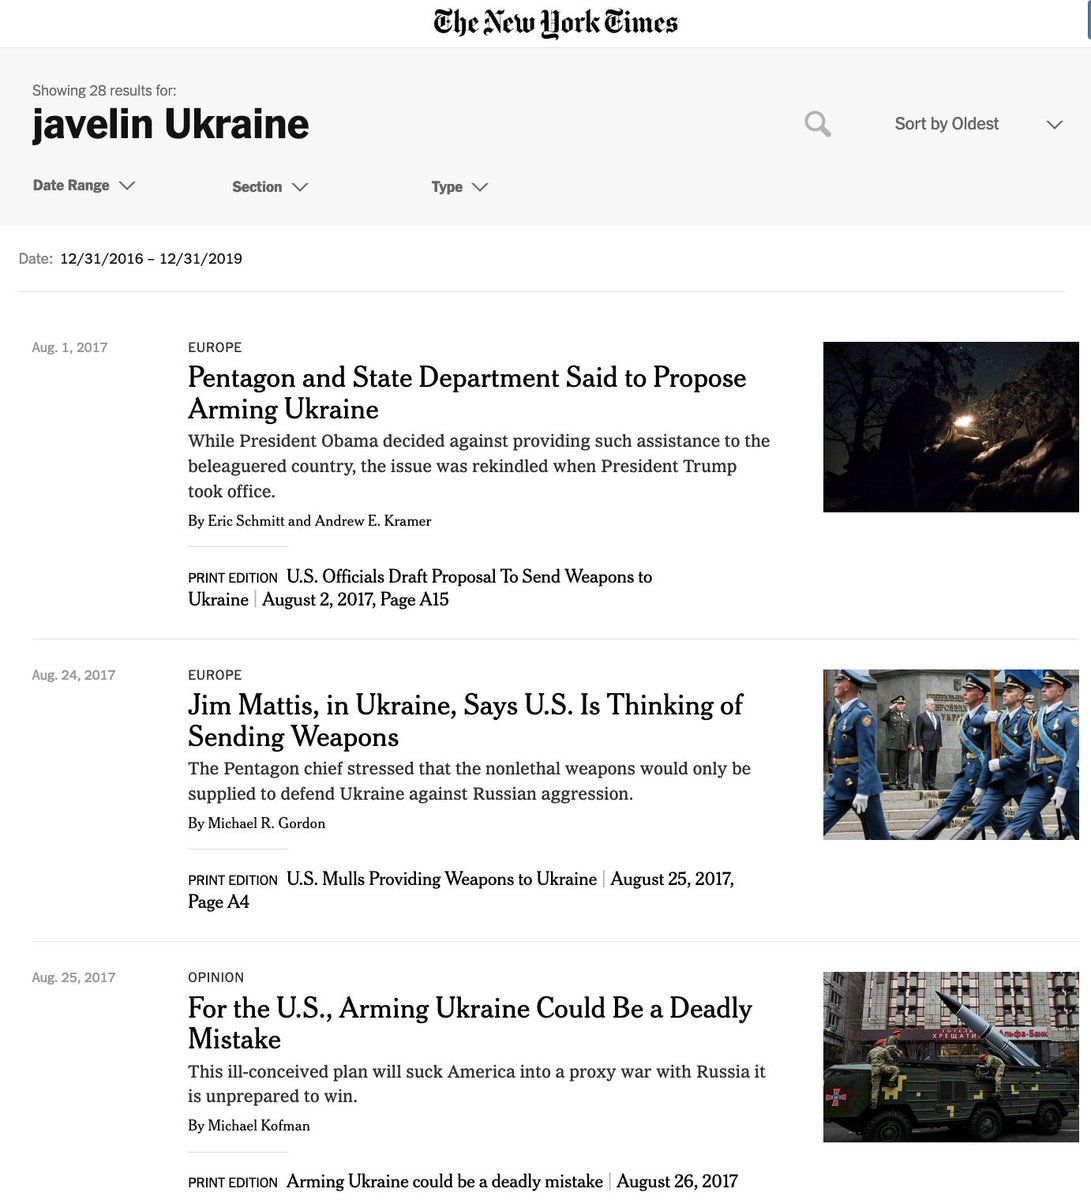 The New York Times
Showing 28 results for:
javelin Ukraine
Sort by Oldest
Date Range
Section
Type
Date: 12/31/2016 – 12/31/2019
Aug. 1, 2017
EUROPE
Pentagon and State Department Said to Propose
Arming Ukraine
While President Obama decided against providing such assistance to the
beleaguered country, the issue was rekindled when President Trump
took office.
By Eric Schmitt and Andrew E. Kramer
PRINT EDITION U.S. Officials Draft Proposal To Send Weapons to
Ukraine | August 2, 2017, Page A15
Aug. 24, 2017
EUROPE
Jim Mattis, in Ukraine, Says U.S. Is Thinking of
Sending Weapons
The Pentagon chief stressed that the nonlethal weapons would only be
supplied to defend Ukraine against Russian aggression.
By Michael R. Gordon
PRINT EDITION U.S. Mulls Providing Weapons to Ukraine | August 25, 2017,
Page A4
Aug. 25, 2017
OPINION
For the U.S., Arming Ukraine Could Be a Deadly
Mistake
This ill-conceived plan will suck America into a proxy war with Russia it
is unprepared to win.
By Michael Kofman
ХРЕЩАТИК
Альфа-Банк
PRINT EDITION Arming Ukraine could be a deadly mistake | August 26, 2017